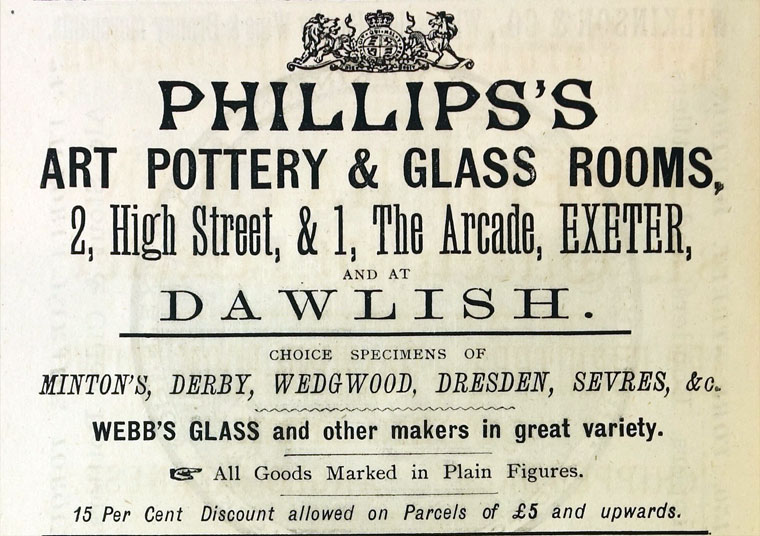 PHILLIPS'S
ART POTTERY & GLASS ROOMS,
2, High Street, & 1, The Arcade, EXETER,
AND AT
DAWLISH.
CHOICE SPECIMENS OF
MINTON'S, DERBY, WEDGWOOD, DRESDEN, SEVRES, &c.
WEBB'S GLASS and other makers in great variety.
☞ All Goods Marked in Plain Figures.
15 Per Cent Discount allowed on Parcels of £5 and upwards.